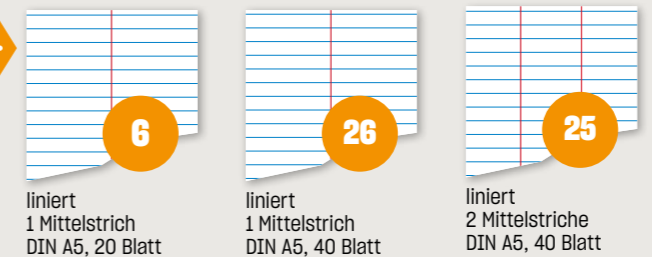 6
liniert
1 Mittelstrich
DIN A5, 20 Blatt
26
liniert
1 Mittelstrich
DIN A5, 40 Blatt
25
liniert
2 Mittelstriche
DIN A5, 40 Blatt